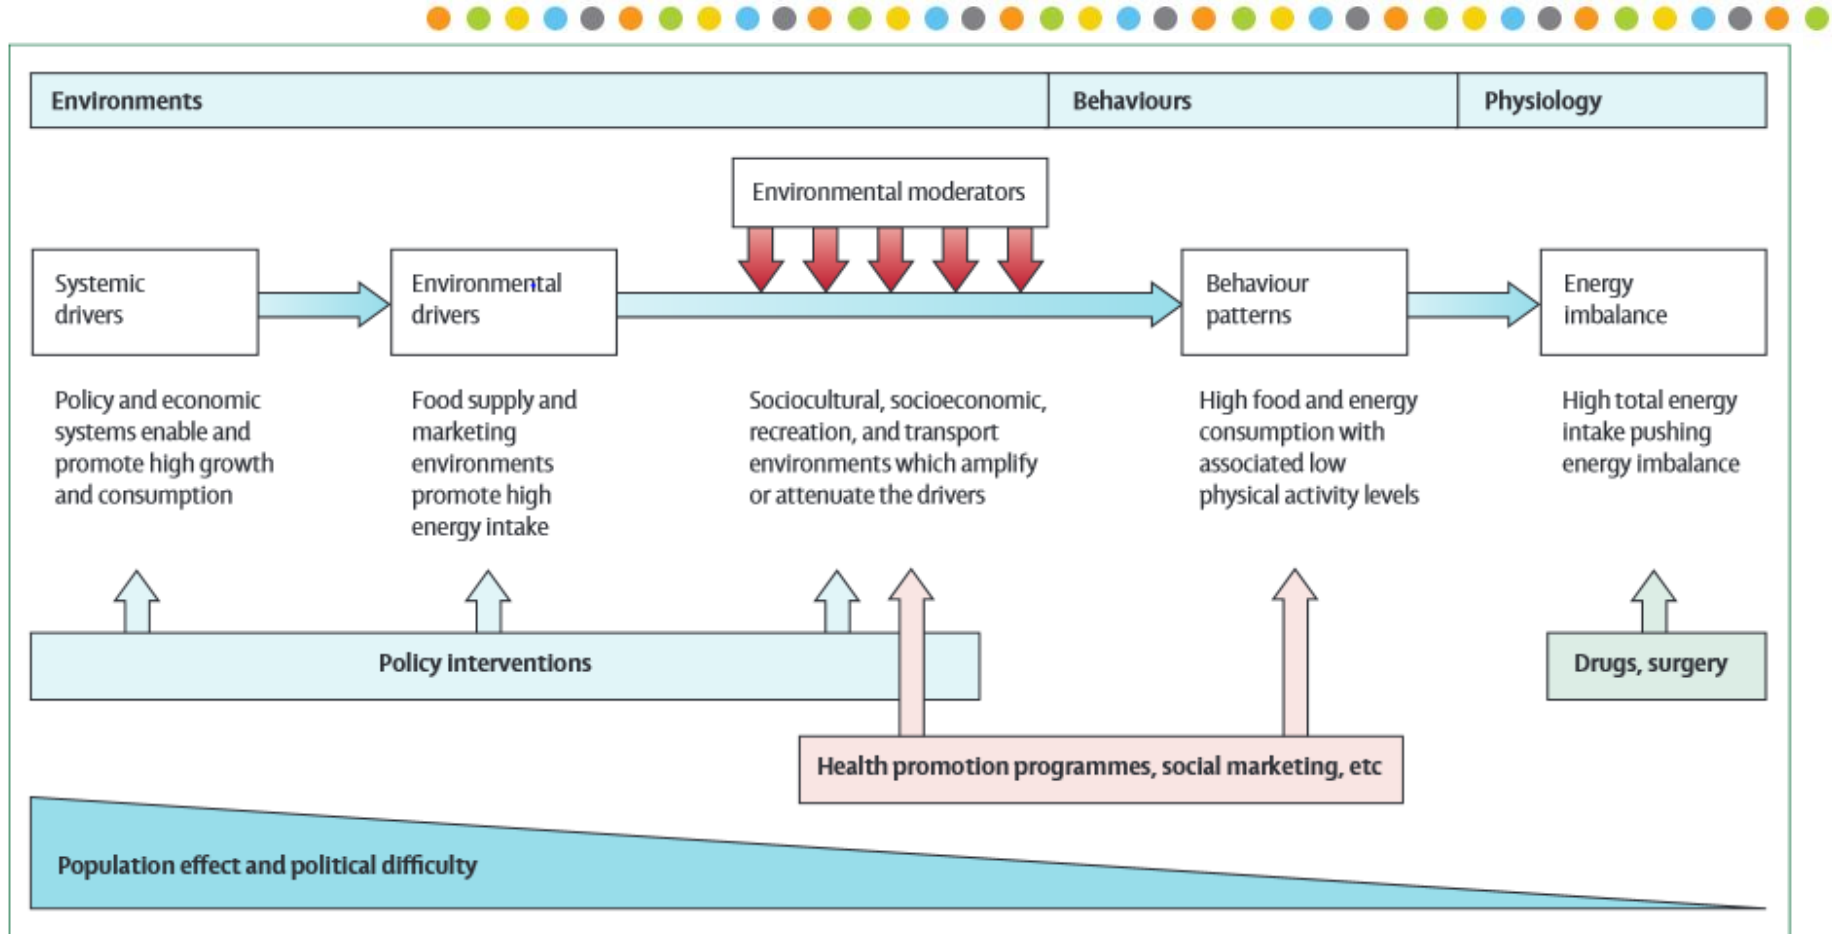 Environments
Behaviours
Physiology
Environmental moderators
Systemic
drivers
Environmental
drivers
Behaviour
patterns
Energy
imbalance
Policy and economic
systems enable and
promote high growth
and consumption
Food supply and
marketing
environments
promote high
energy intake
Sociocultural, socioeconomic,
recreation, and transport
environments which amplify
or attenuate the drivers
High food and energy
consumption with
associated low
physical activity levels
High total energy
intake pushing
energy imbalance
Policy interventions
Drugs, surgery
Health promotion programmes, social marketing, etc
Population effect and political difficulty